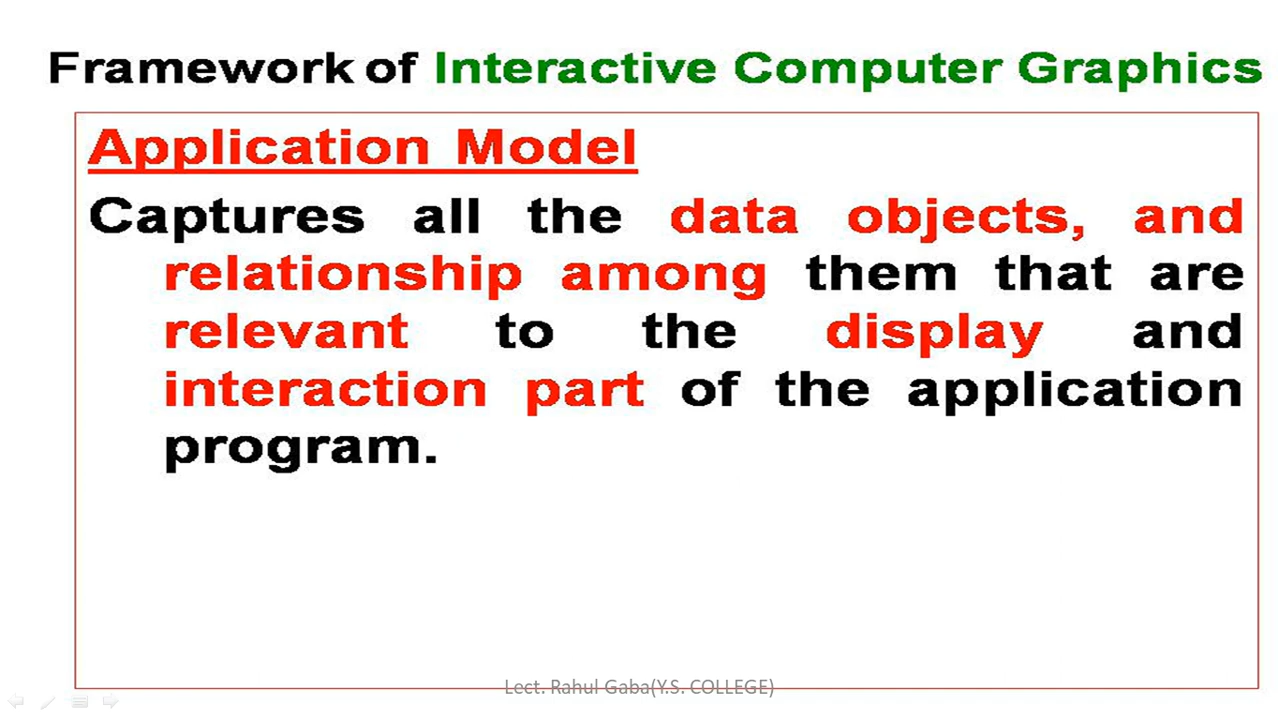 Framework of Interactive Computer Graphics
Application Model
Captures all the data objects, and
relationship among them that are
relevant to the display and
interaction part of the application
program.
Lect. Rahul Gaba(Y.S. COLLEGE)